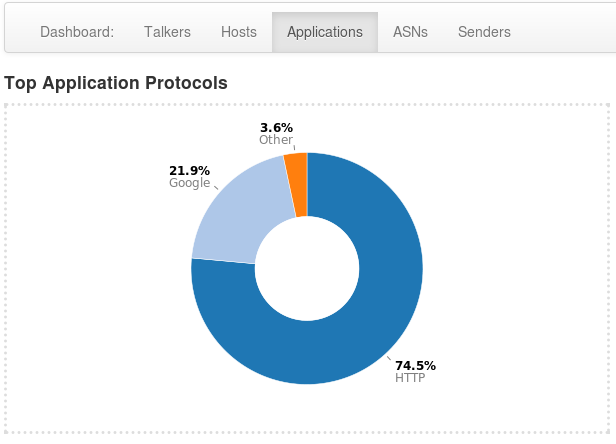 Dashboard: Talkers Hosts Applications ASNs Senders
Top Application Protocols
3.6%
Other
21.9%
Google
74.5%
HTTP